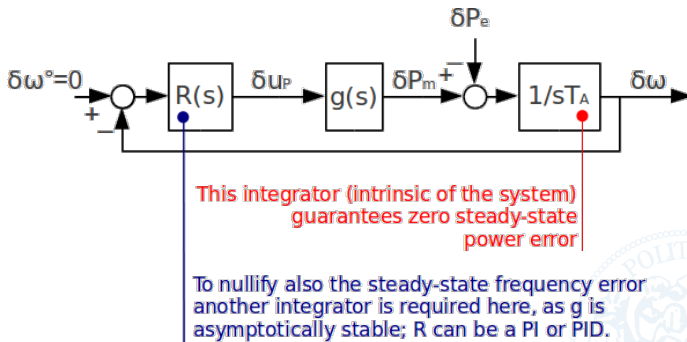 δPₑ
δω°=0
R(s)
δuₚ
g(s)
δPₘ
1/sTᴀ
δω
+
−
+
−
This integrator (intrinsic of the system)
guarantees zero steady-state
power error
To nullify also the steady-state frequency error
another integrator is required here, as g is
asymptotically stable; R can be a PI or PID.
POLIT